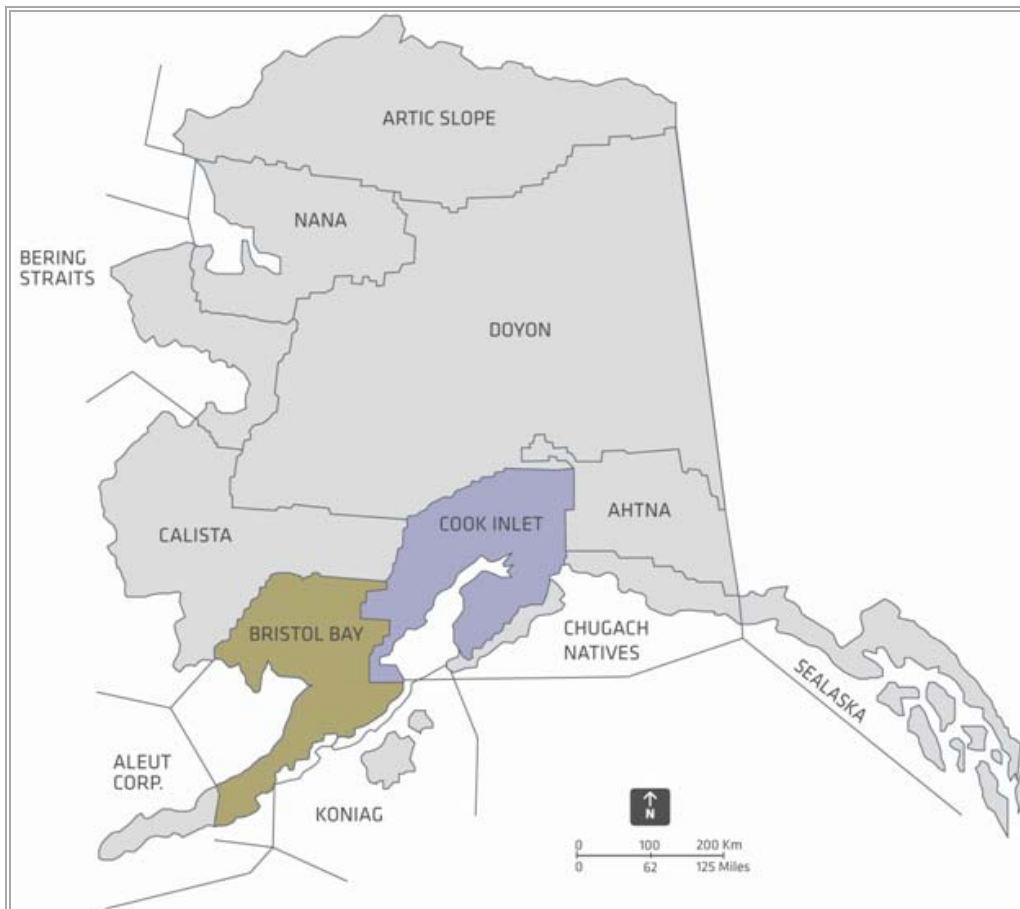 ARTIC SLOPE
NANA
BERING
STRAITS
DOYON
COOK INLET
AHTNA
CALISTA
BRISTOL BAY
CHUGACH
NATIVES
SEALASKA
ALEUT
CORP.
KONIAG
N
0 100 200 Km
0 62 125 Miles